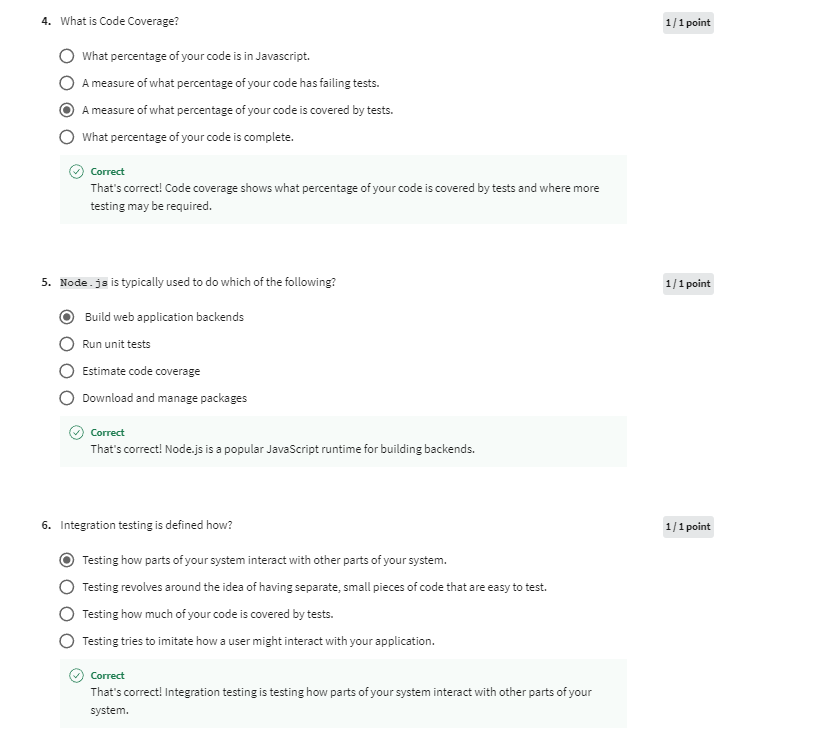 4. What is Code Coverage?
1 / 1 point
What percentage of your code is in Javascript.
A measure of what percentage of your code has failing tests.
A measure of what percentage of your code is covered by tests.
What percentage of your code is complete.
Correct
That's correct! Code coverage shows what percentage of your code is covered by tests and where more
testing may be required.
5. Node.js is typically used to do which of the following?
1 / 1 point
Build web application backends
Run unit tests
Estimate code coverage
Download and manage packages
Correct
That's correct! Node.js is a popular JavaScript runtime for building backends.
6. Integration testing is defined how?
1 / 1 point
Testing how parts of your system interact with other parts of your system.
Testing revolves around the idea of having separate, small pieces of code that are easy to test.
Testing how much of your code is covered by tests.
Testing tries to imitate how a user might interact with your application.
Correct
That's correct! Integration testing is testing how parts of your system interact with other parts of your
system.